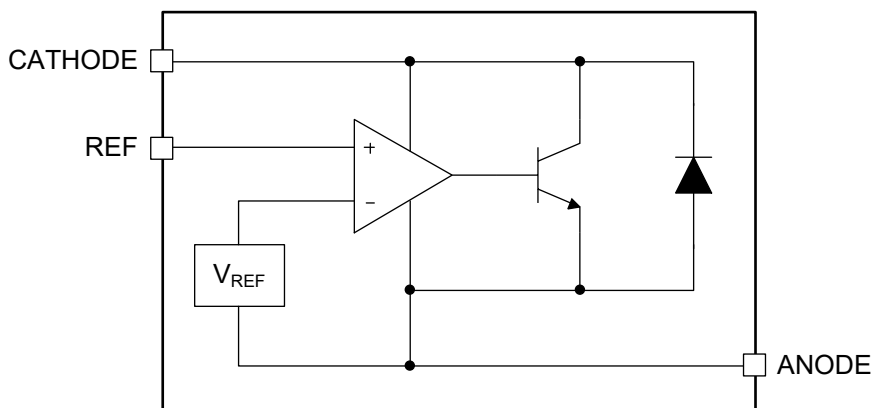 CATHODE
REF
+
-
VREF
ANODE